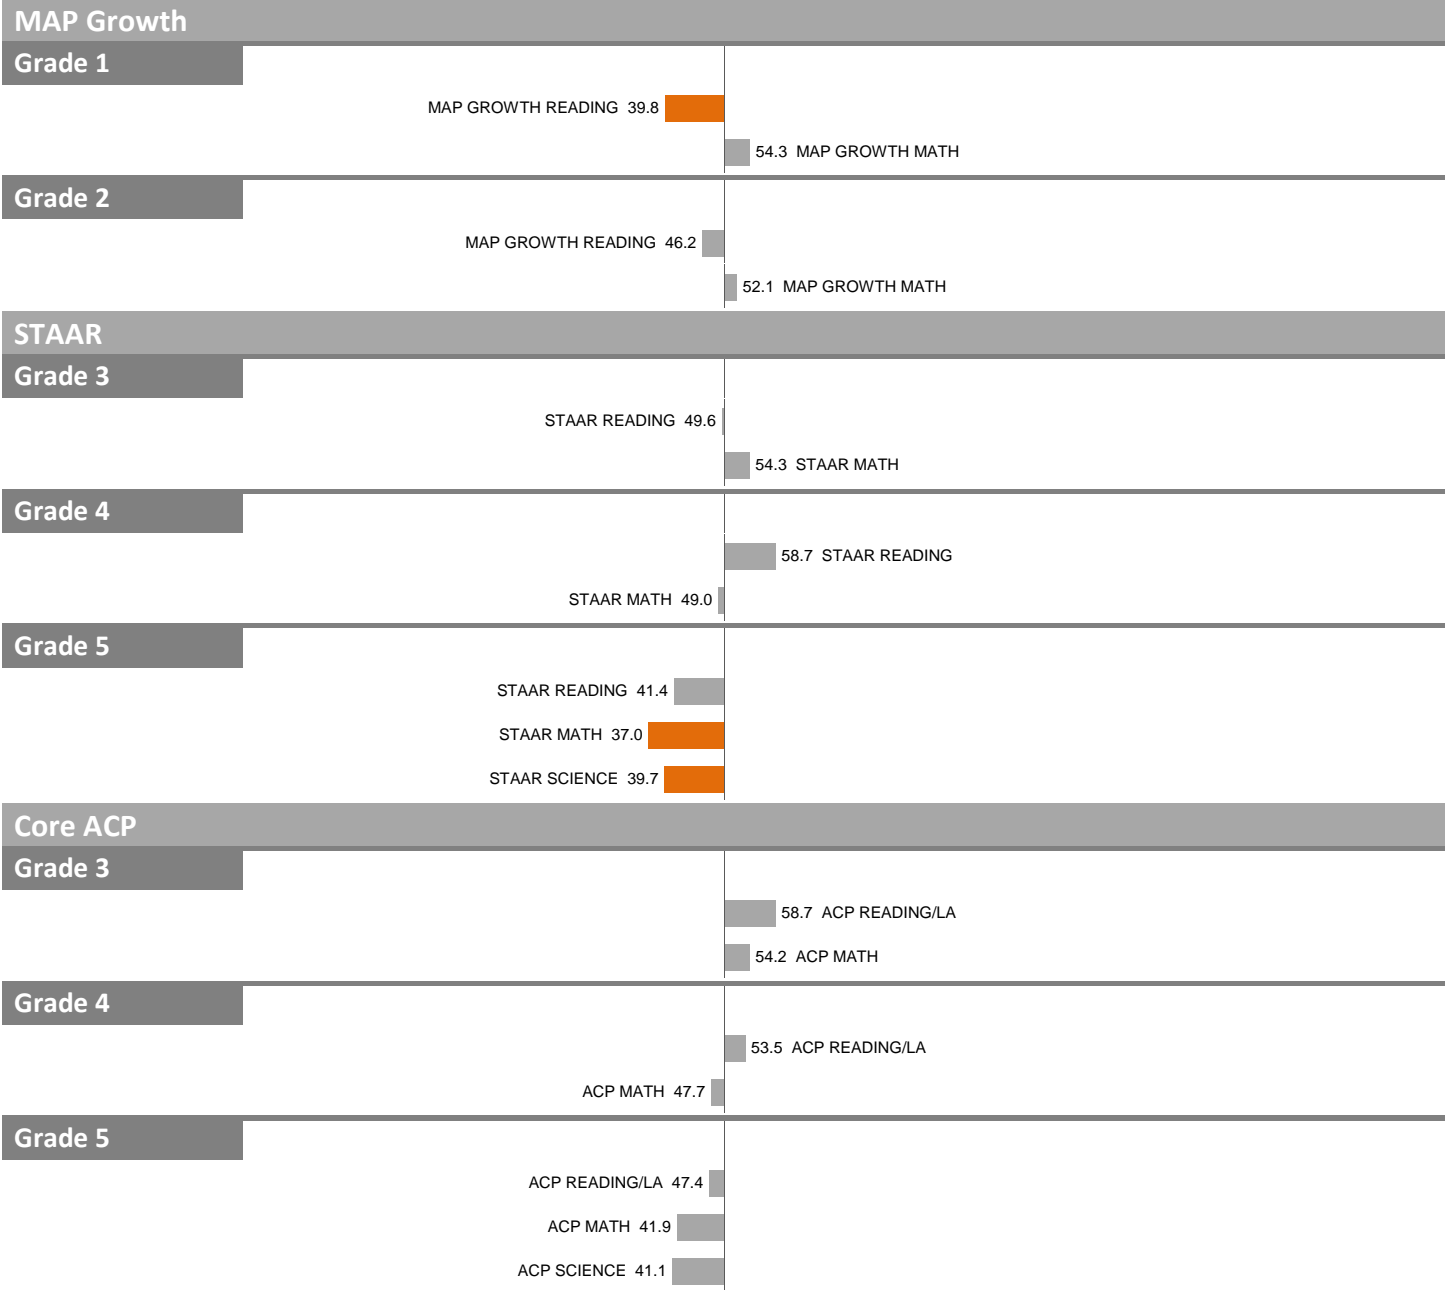 MAP Growth
Grade 1
MAP GROWTH READING 39.8
54.3 MAP GROWTH MATH
Grade 2
MAP GROWTH READING 46.2
52.1 MAP GROWTH MATH
STAAR
Grade 3
STAAR READING 49.6
54.3 STAAR MATH
Grade 4
58.7 STAAR READING
STAAR MATH 49.0
Grade 5
STAAR READING 41.4
STAAR MATH 37.0
STAAR SCIENCE 39.7
Core ACP
Grade 3
58.7 ACP READING/LA
54.2 ACP MATH
Grade 4
53.5 ACP READING/LA
ACP MATH 47.7
Grade 5
ACP READING/LA 47.4
ACP MATH 41.9
ACP SCIENCE 41.1